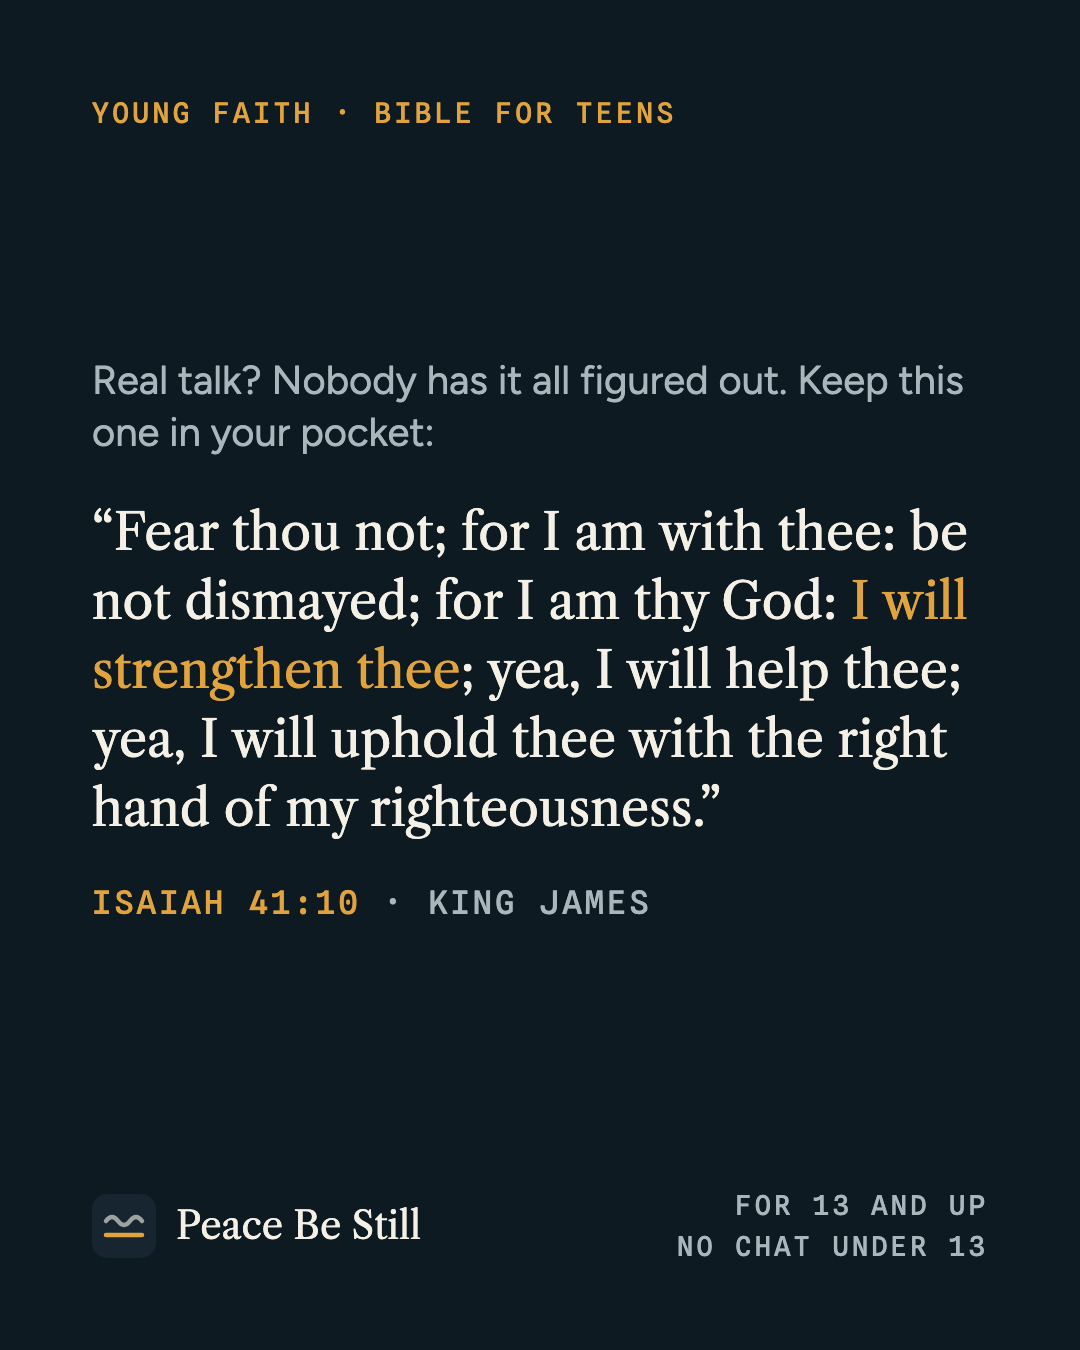 YOUNG FAITH · BIBLE FOR TEENS
Real talk? Nobody has it all figured out. Keep this
one in your pocket:
“Fear thou not; for I am with thee: be
not dismayed; for I am thy God: I will
strengthen thee; yea, I will help thee;
yea, I will uphold thee with the right
hand of my righteousness.”
ISAIAH 41:10 · KING JAMES
Peace Be Still
FOR 13 AND UP
NO CHAT UNDER 13